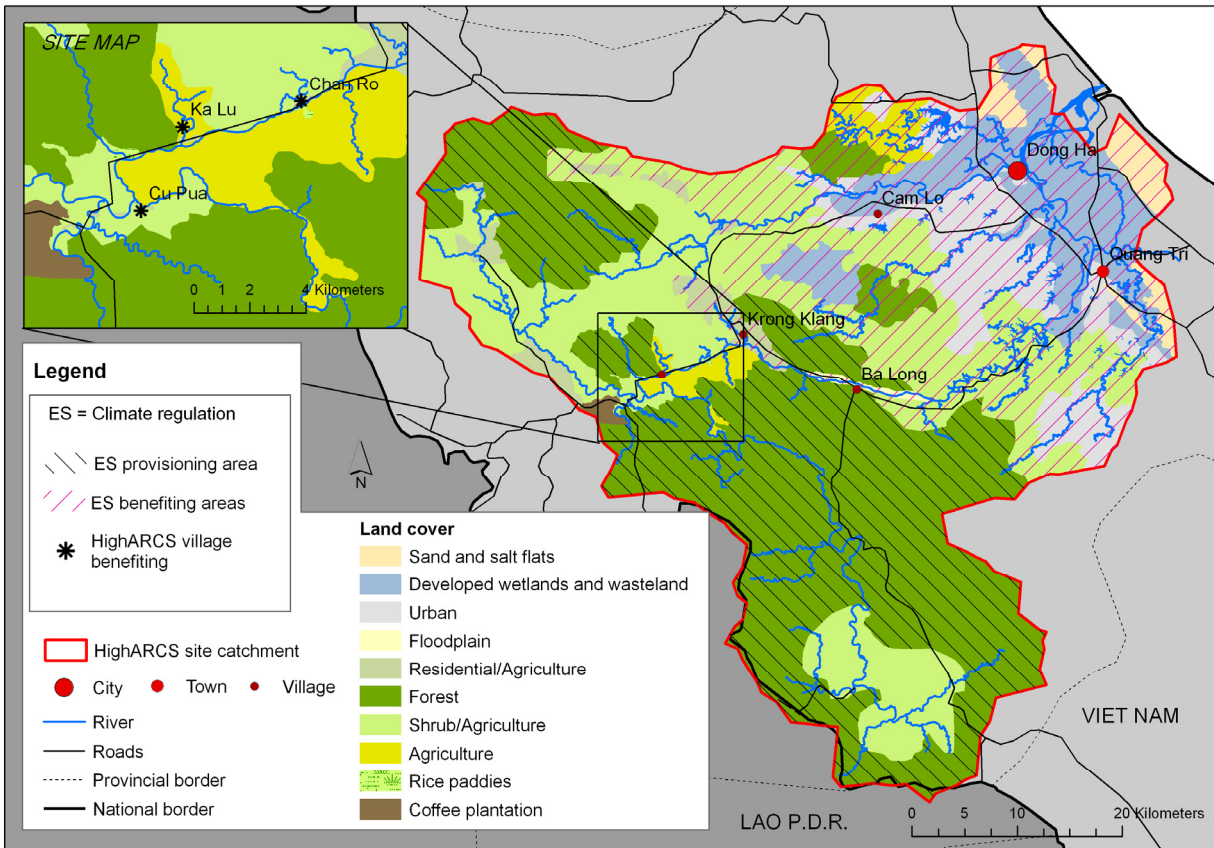 SITE MAP
Chan Ro
Ka Lu
Cu Pua
0 1 2 4 Kilometers
Dong Ha
Cam Lo
Quang Tri
Krong Klang
Ba Long
N
Legend
ES = Climate regulation
ES provisioning area
ES benefiting areas
HighARCS village
benefiting
HighARCS site catchment
City Town Village
River
Roads
Provincial border
National border
Land cover
Sand and salt flats
Developed wetlands and wasteland
Urban
Floodplain
Residential/Agriculture
Forest
Shrub/Agriculture
Agriculture
Rice paddies
Coffee plantation
VIET NAM
LAO P.D.R.
0 5 10 20 Kilometers